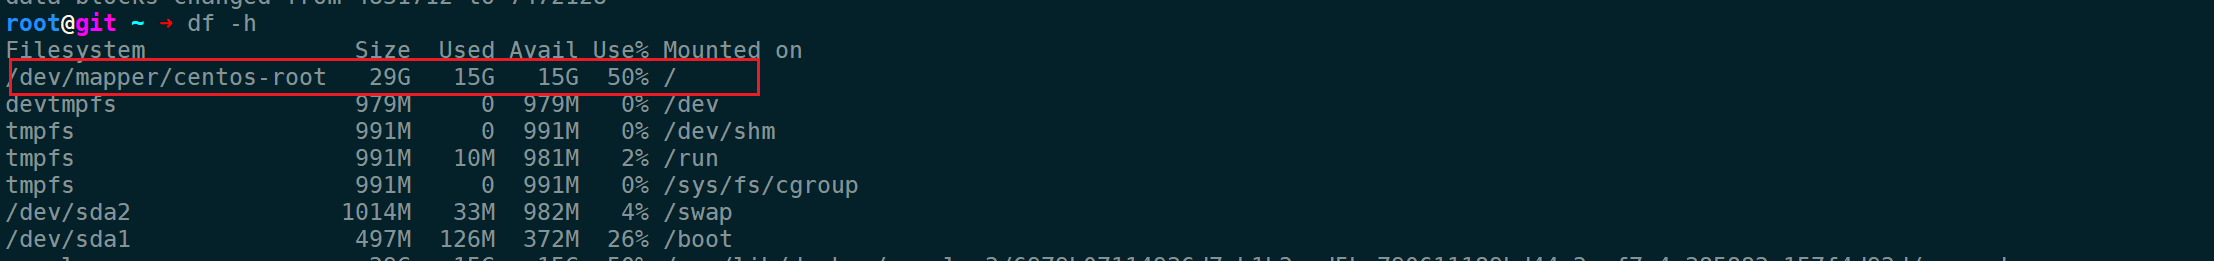 data blocks changed from 4631712 to 7472128
root@git ~ → df -h
Filesystem               Size  Used Avail Use% Mounted on
/dev/mapper/centos-root   29G   15G   15G  50% /
devtmpfs                 979M     0  979M   0% /dev
tmpfs                    991M     0  991M   0% /dev/shm
tmpfs                    991M   10M  981M   2% /run
tmpfs                    991M     0  991M   0% /sys/fs/cgroup
/dev/sda2               1014M   33M  982M   4% /swap
/dev/sda1                497M  126M  372M  26% /boot